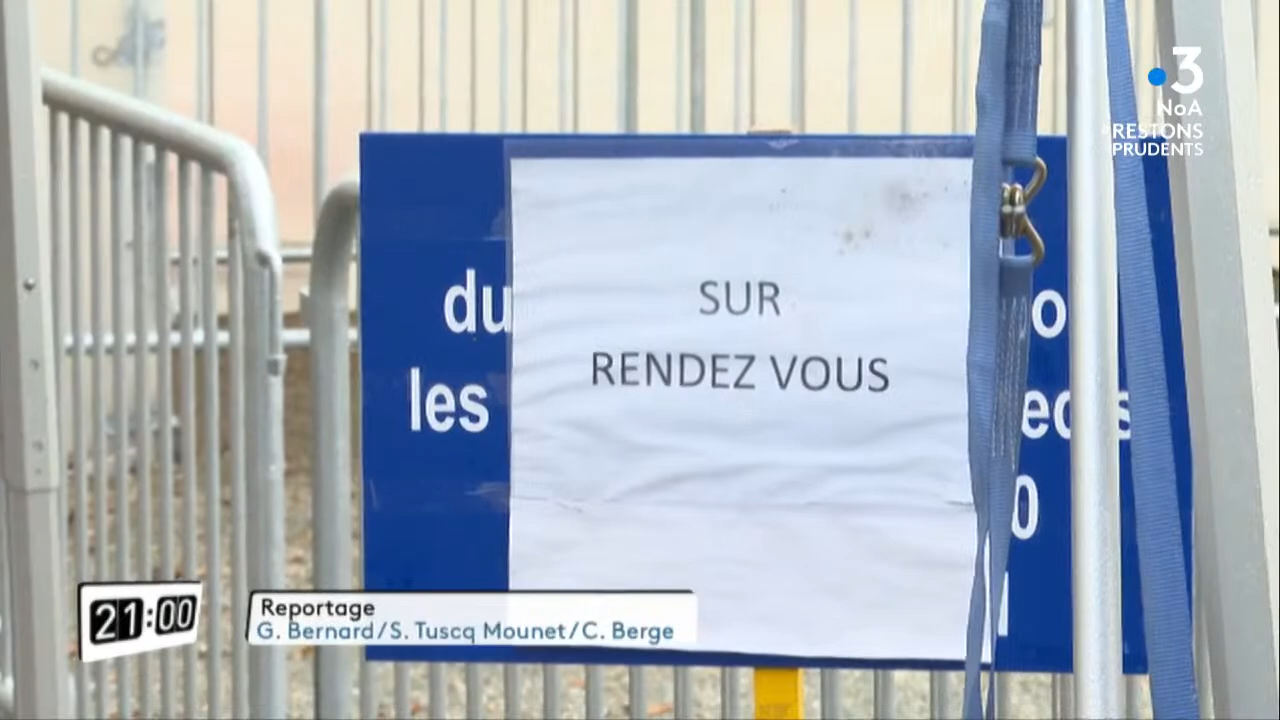 3
NoA
RESTONS
PRUDENTS
du
les
SUR
RENDEZ VOUS
21:00
Reportage
G. Bernard/S. Tuscq Mounet/C. Berge